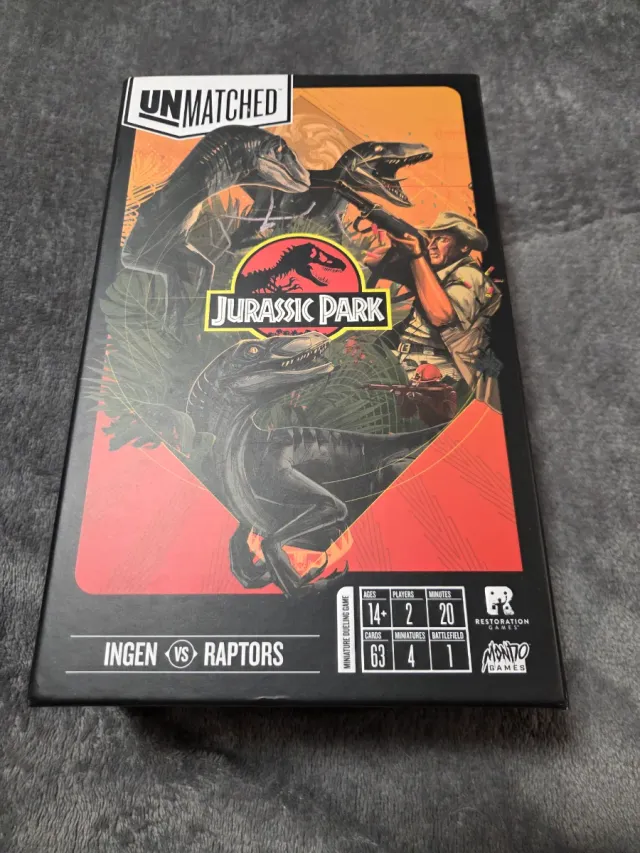 UNMATCHED™
JURASSIC PARK
INGEN VS RAPTORS
MINIATURE DUELING GAME
AGES PLAYERS MINUTES
14+ 2 20
CARDS MINIATURES BATTLEFIELD
63 4 1
RESTORATION
GAMES
MONDO
GAMES